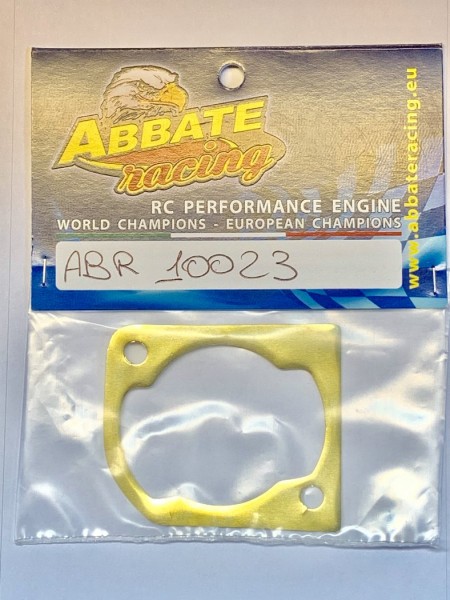 ABBATE
racing
RC PERFORMANCE ENGINE
WORLD CHAMPIONS - EUROPEAN CHAMPIONS
www.abbateracing.eu
ABR 10023